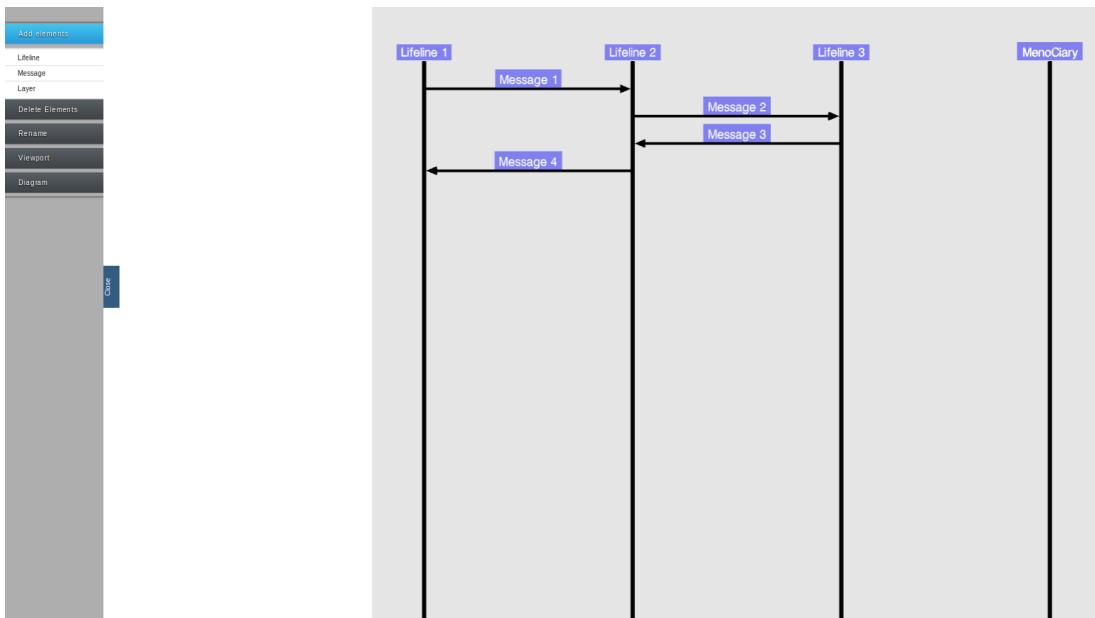 Add elements
Lifeline
Message
Layer
Delete Elements
Rename
Viewport
Diagram
Close
Lifeline 1
Lifeline 2
Lifeline 3
MenoCiary
Message 1
Message 2
Message 3
Message 4